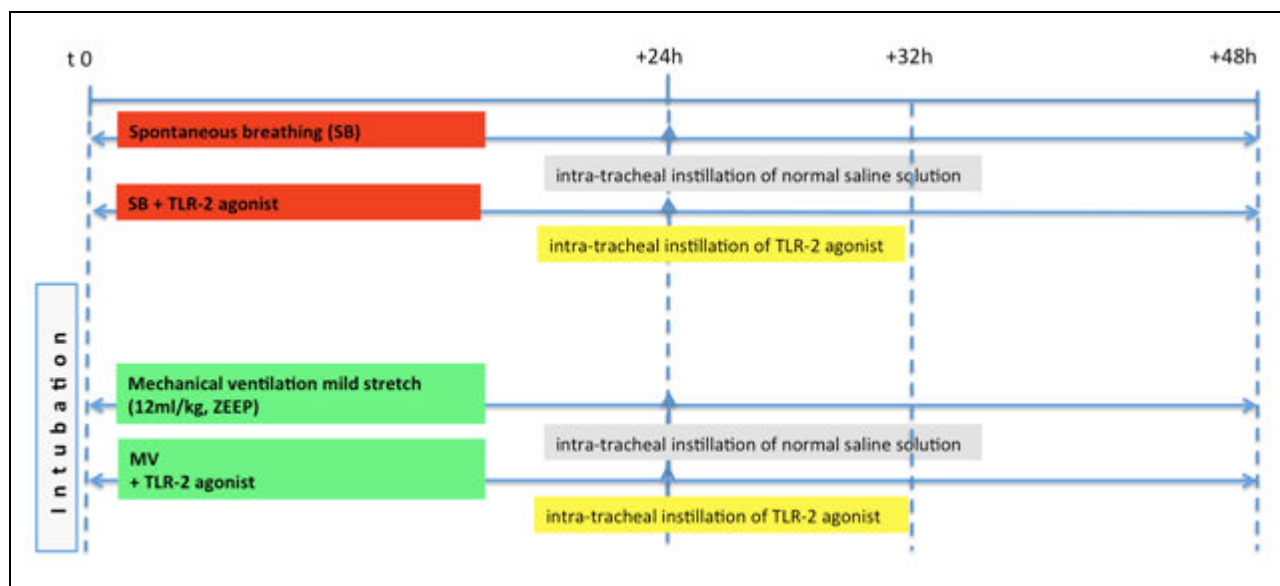 t 0
+24h
+32h
+48h
Spontaneous breathing (SB)
intra-tracheal instillation of normal saline solution
SB + TLR-2 agonist
intra-tracheal instillation of TLR-2 agonist
Intubation
Mechanical ventilation mild stretch
(12ml/kg, ZEEP)
intra-tracheal instillation of normal saline solution
MV
+ TLR-2 agonist
intra-tracheal instillation of TLR-2 agonist